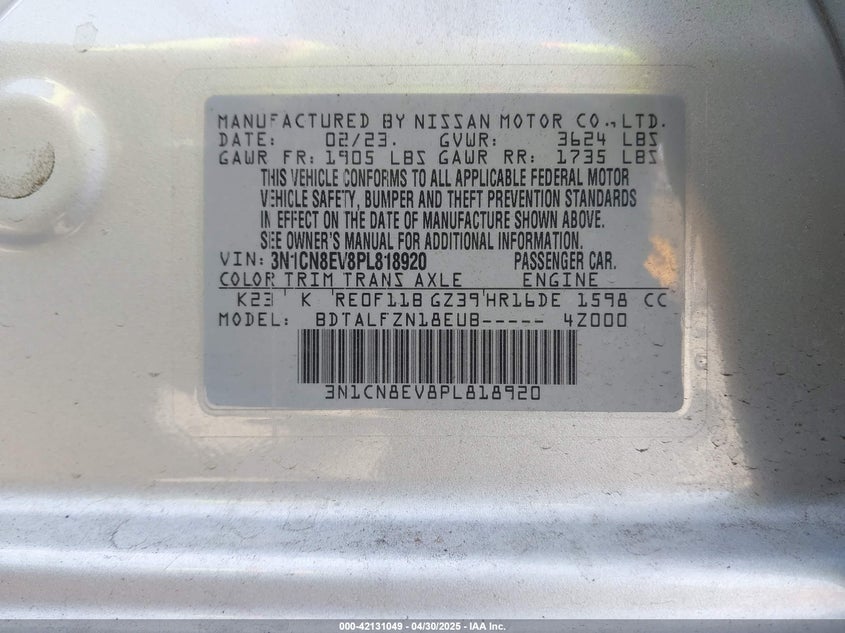 MANUFACTURED BY NISSAN MOTOR CO.,LTD.
DATE: 02/23. GVWR: 3624 LBS
GAWR FR: 1905 LBS GAWR RR: 1735 LBS
THIS VEHICLE CONFORMS TO ALL APPLICABLE FEDERAL MOTOR
VEHICLE SAFETY, BUMPER AND THEFT PREVENTION STANDARDS
IN EFFECT ON THE DATE OF MANUFACTURE SHOWN ABOVE.
SEE OWNER'S MANUAL FOR ADDITIONAL INFORMATION.
VIN: 3N1CN8EV8PL818920 PASSENGER CAR.
COLOR TRIM TRANS AXLE ENGINE
K23 K RE0F11B GZ39 HR16DE 1598 CC
MODEL: BDTALFZN18EUB----- 4Z000
3N1CN8EV8PL818920
000-42131049 - 04/30/2025 - IAA Inc.